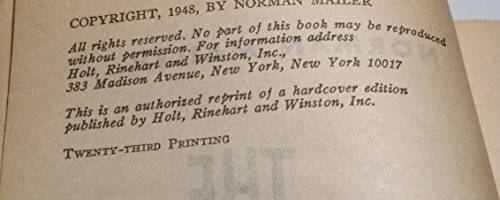 COPYRIGHT, 1948, BY NORMAN MAILER
All rights reserved. No part of this book may be reproduced
without permission. For information address
Holt, Rinehart and Winston, Inc.,
383 Madison Avenue, New York, New York 10017
This is an authorized reprint of a hardcover edition
published by Holt, Rinehart and Winston, Inc.
TWENTY-THIRD PRINTING
THE